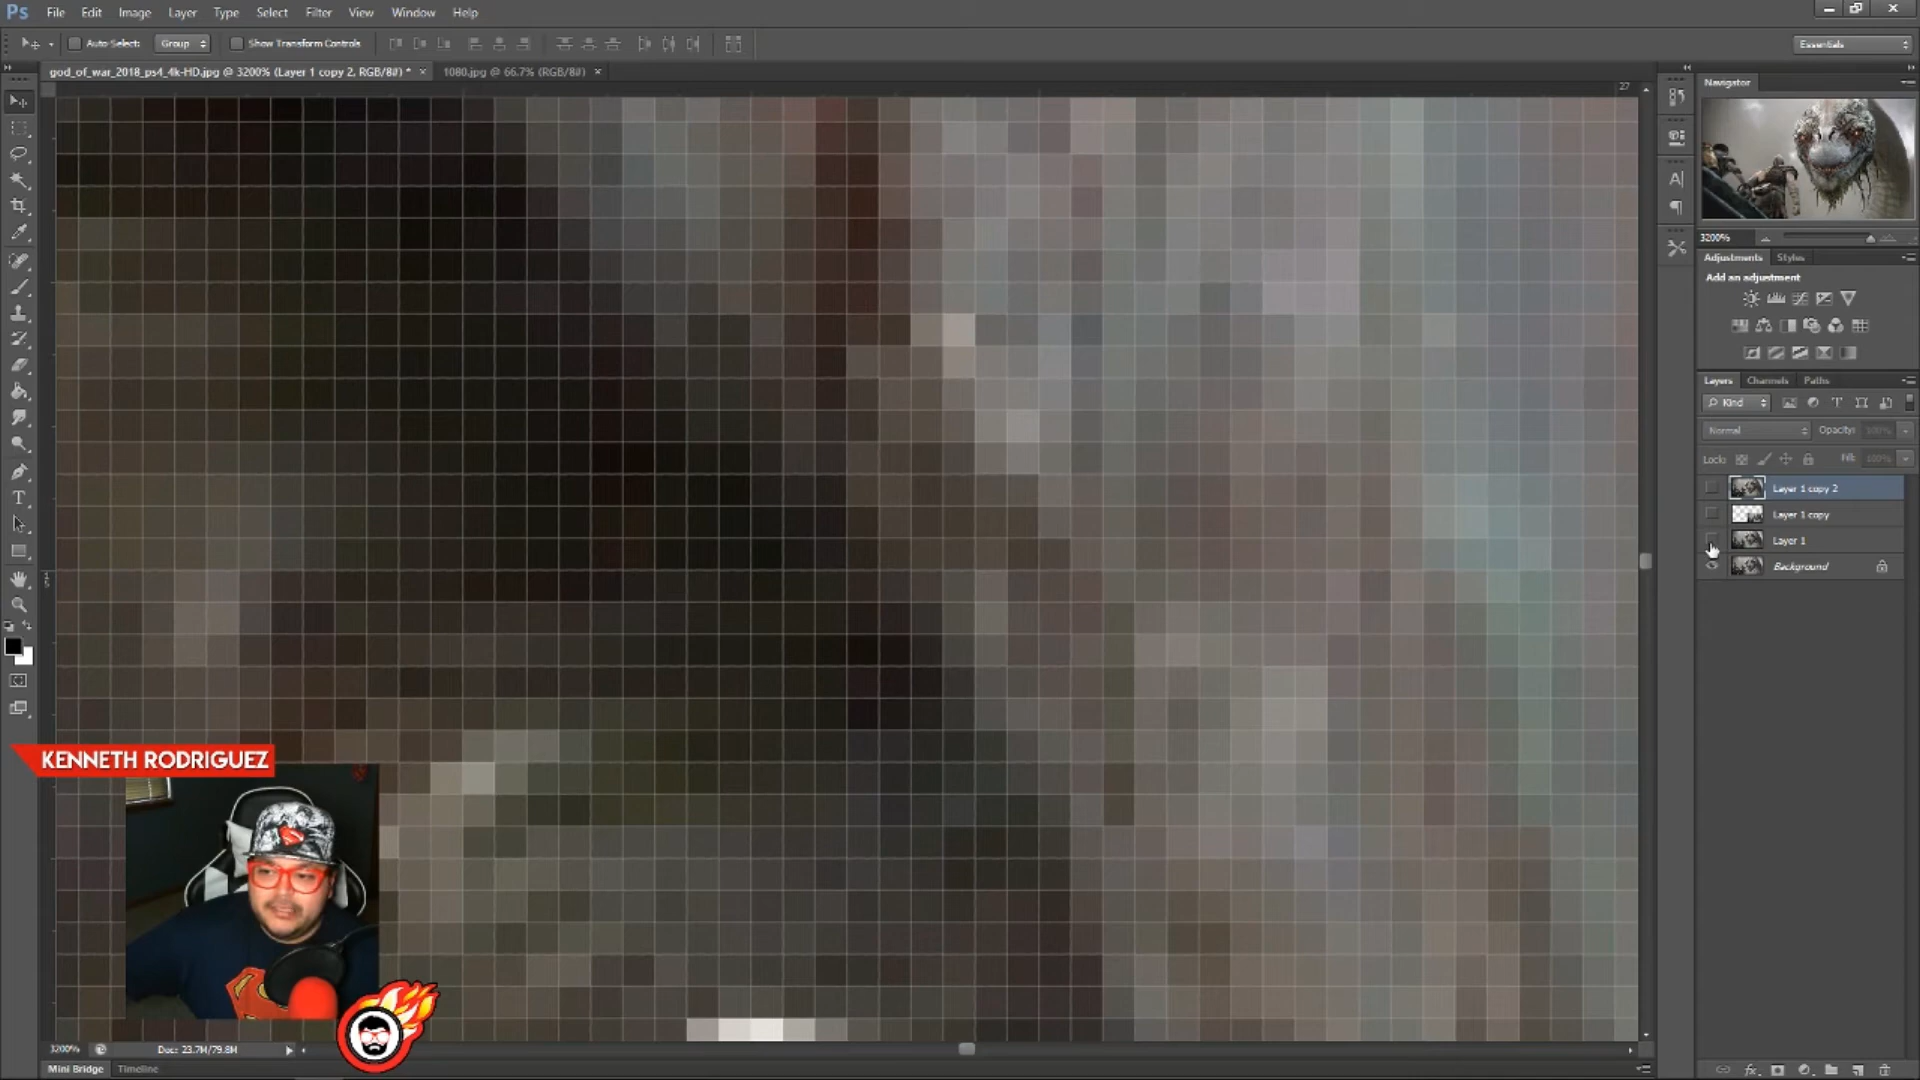 Ps File Edit Image Layer Type Select Filter View Window Help
Auto-Select: Group Show Transform Controls Essentials
god_of_war_2018_ps4_4k-HD.jpg @ 3200% (Layer 1 copy 2, RGB/8#) * × 1080.jpg @ 66.7% (RGB/8#) ×
27
Navigator
3200%
Adjustments Styles
Add an adjustment
Layers Channels Paths
Kind
Normal Opacity: 100%
Lock: Fill: 100%
Layer 1 copy 2
Layer 1 copy
Layer 1
Background
KENNETH RODRIGUEZ
3200% Doc: 23.7M/79.8M
Mini Bridge Timeline